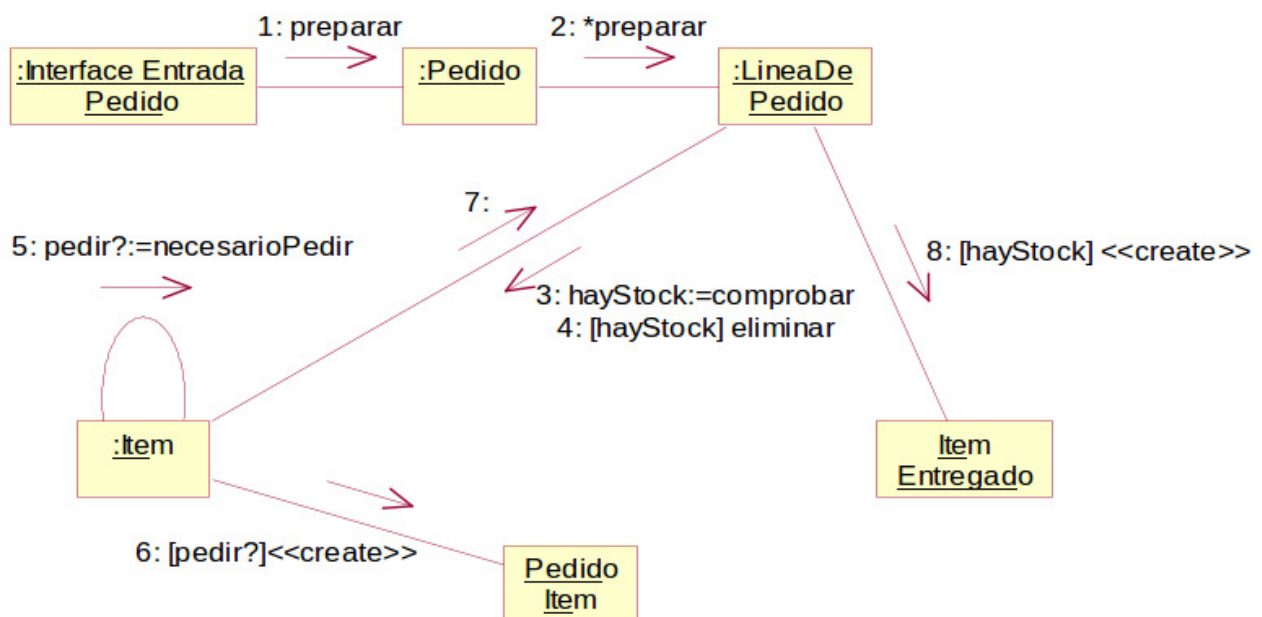 1: preparar
2: *preparar
:Interface Entrada
Pedido
:Pedido
:LineaDe
Pedido
7:
5: pedir?:=necesarioPedir
8: [hayStock] <<create>>
3: hayStock:=comprobar
4: [hayStock] eliminar
:Item
Item
Entregado
6: [pedir?]<<create>>
Pedido
Item